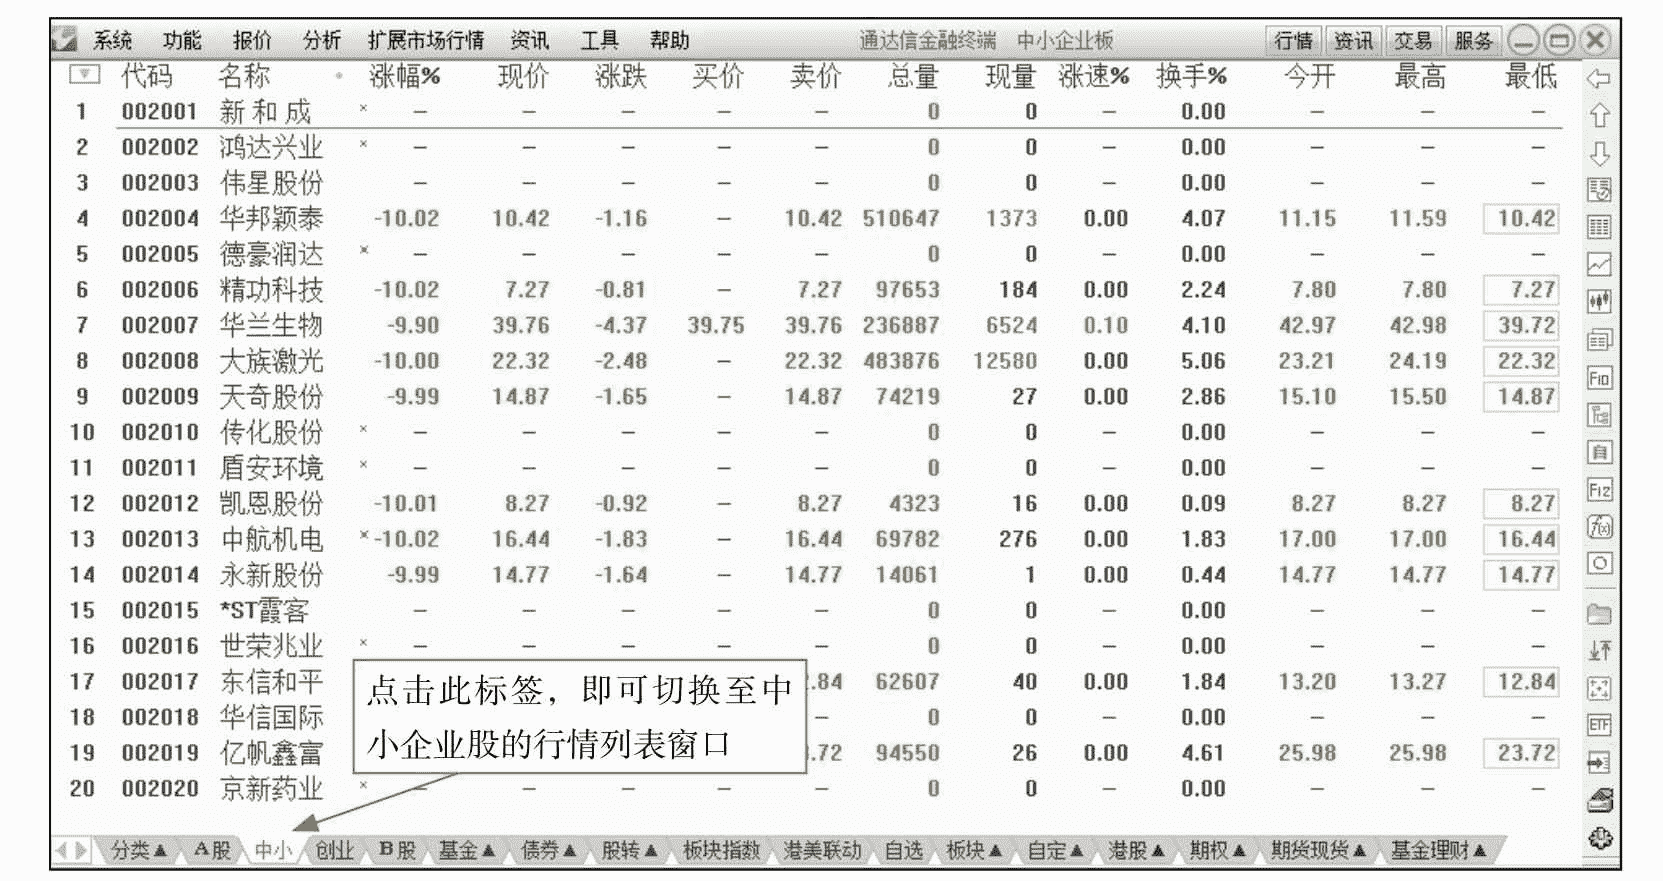 系统 功能 报价 分析 扩展市场行情 资讯 工具 帮助 通达信金融终端 中小企业板 行情 资讯 交易 服务
代码 名称 涨幅% 现价 涨跌 买价 卖价 总量 现量 涨速% 换手% 今开 最高 最低
1 002001 新和成 × — — — — — 0 0 — 0.00 — — —
2 002002 鸿达兴业 × — — — — — 0 0 — 0.00 — — —
3 002003 伟星股份 — — — — — 0 0 — 0.00 — — —
4 002004 华邦颖泰 -10.02 10.42 -1.16 — 10.42 510647 1373 0.00 4.07 11.15 11.59 10.42
5 002005 德豪润达 × — — — — — 0 0 — 0.00 — — —
6 002006 精功科技 -10.02 7.27 -0.81 — 7.27 97653 184 0.00 2.24 7.80 7.80 7.27
7 002007 华兰生物 -9.90 39.76 -4.37 39.75 39.76 236887 6524 0.10 4.10 42.97 42.98 39.72
8 002008 大族激光 -10.00 22.32 -2.48 — 22.32 483876 12580 0.00 5.06 23.21 24.19 22.32
9 002009 天奇股份 -9.99 14.87 -1.65 — 14.87 74219 27 0.00 2.86 15.10 15.50 14.87
10 002010 传化股份 × — — — — — 0 0 — 0.00 — — —
11 002011 盾安环境 × — — — — — 0 0 — 0.00 — — —
12 002012 凯恩股份 -10.01 8.27 -0.92 — 8.27 4323 16 0.00 0.09 8.27 8.27 8.27
13 002013 中航机电 × -10.02 16.44 -1.83 — 16.44 69782 276 0.00 1.83 17.00 17.00 16.44
14 002014 永新股份 -9.99 14.77 -1.64 — 14.77 14061 1 0.00 0.44 14.77 14.77 14.77
15 002015 *ST霞客 — — — — — 0 0 — 0.00 — — —
16 002016 世荣兆业 × — — — — — 0 0 — 0.00 — — —
17 002017 东信和平 .84 62607 40 0.00 1.84 13.20 13.27 12.84
18 002018 华信国际 — 0 0 — 0.00 — — —
19 002019 亿帆鑫富 .72 94550 26 0.00 4.61 25.98 25.98 23.72
20 002020 京新药业 × — — — — — 0 0 — 0.00 — — —
点击此标签，即可切换至中
小企业股的行情列表窗口
分类▲ A股 中小 创业 B股 基金▲ 债券▲ 股转▲ 板块指数 港美联动 自选 板块▲ 自定▲ 港股▲ 期权▲ 期货现货▲ 基金理财▲
F10
自
F12
f(x)
ETF